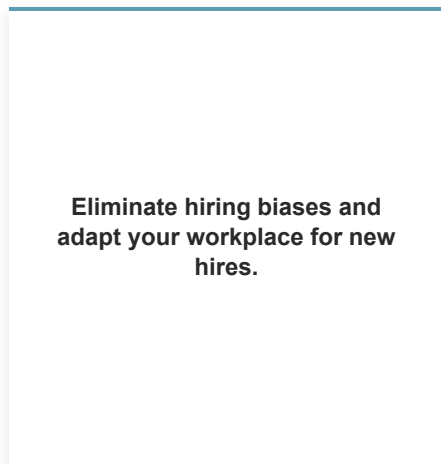 Eliminate hiring biases and
adapt your workplace for new
hires.